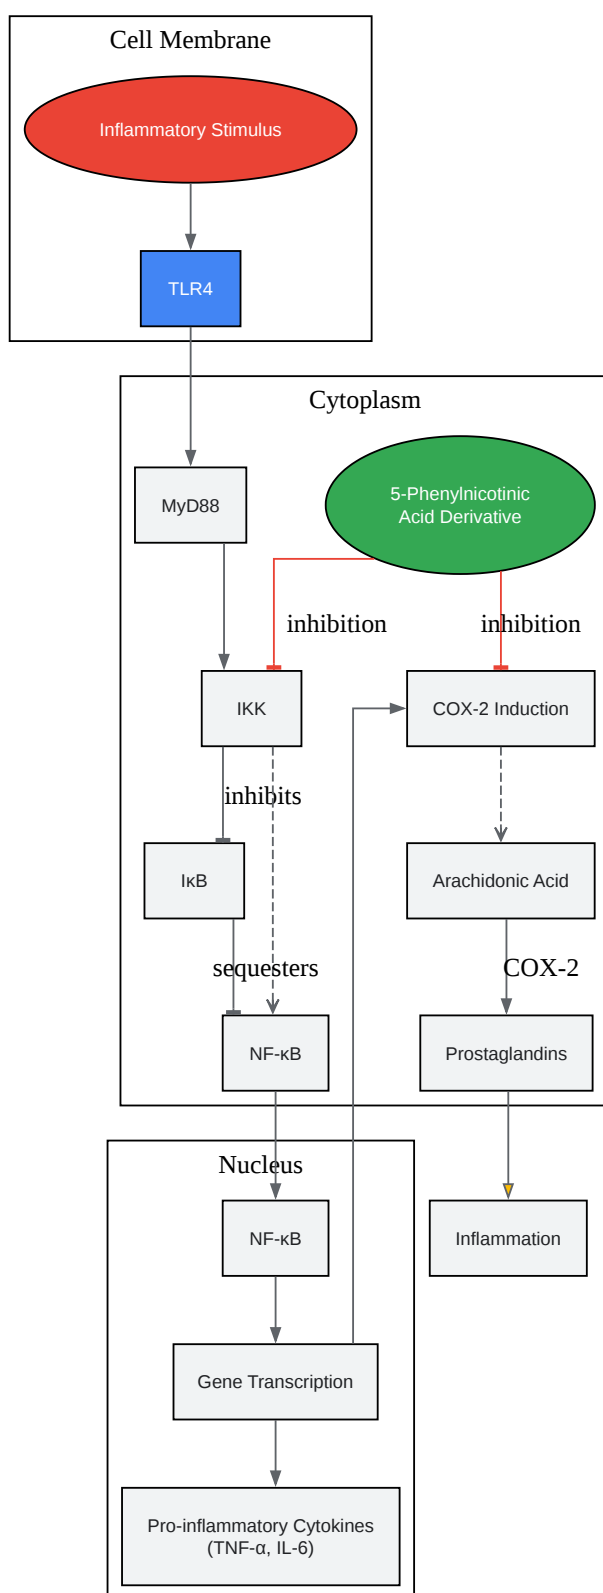 Cell Membrane
Inflammatory Stimulus
TLR4
Cytoplasm
MyD88
5-Phenylnicotinic
Acid Derivative
inhibition
inhibition
IKK
COX-2 Induction
inhibits
IκB
Arachidonic Acid
sequesters
COX-2
NF-κB
Prostaglandins
Nucleus
NF-κB
Inflammation
Gene Transcription
Pro-inflammatory Cytokines
(TNF-α, IL-6)